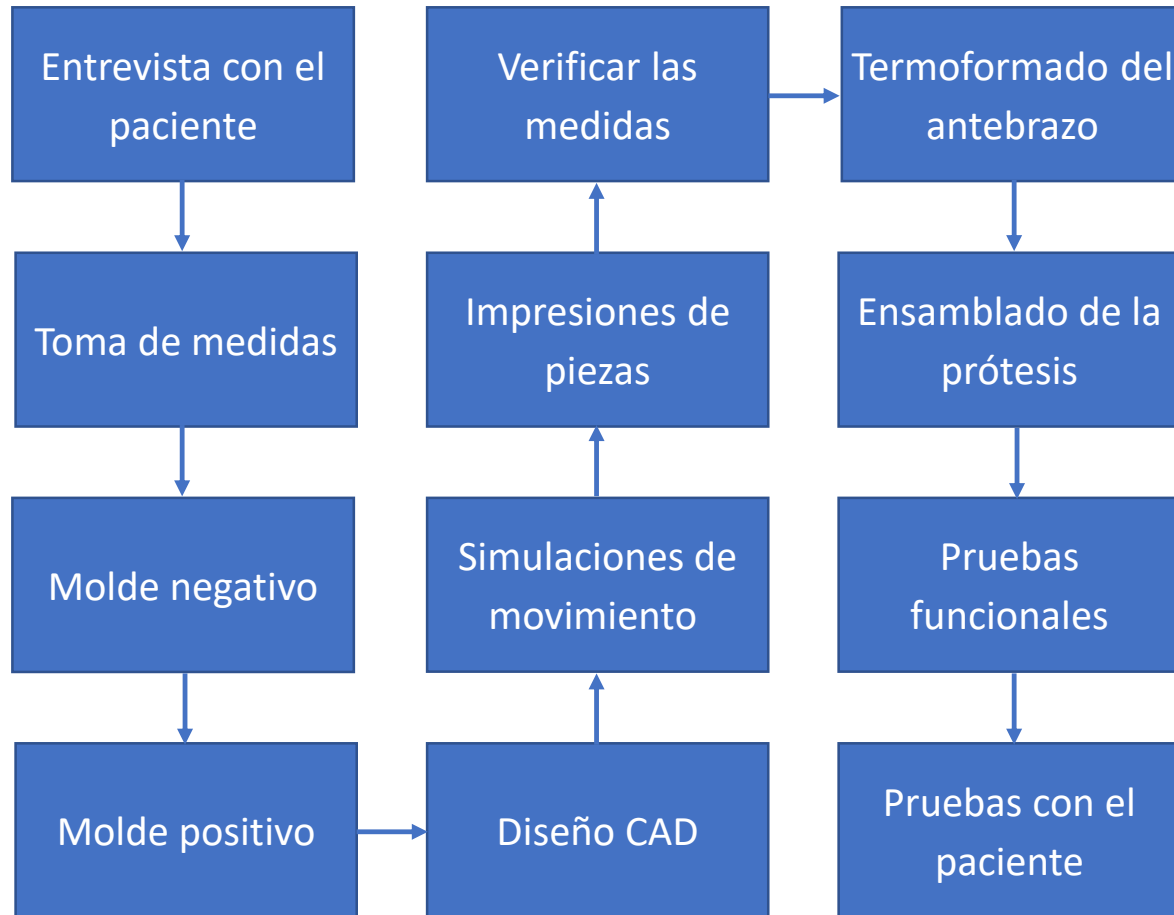 Entrevista con el
paciente
Toma de medidas
Molde negativo
Molde positivo
Diseño CAD
Simulaciones de
movimiento
Impresiones de
piezas
Verificar las
medidas
Termoformado del
antebrazo
Ensamblado de la
prótesis
Pruebas
funcionales
Pruebas con el
paciente